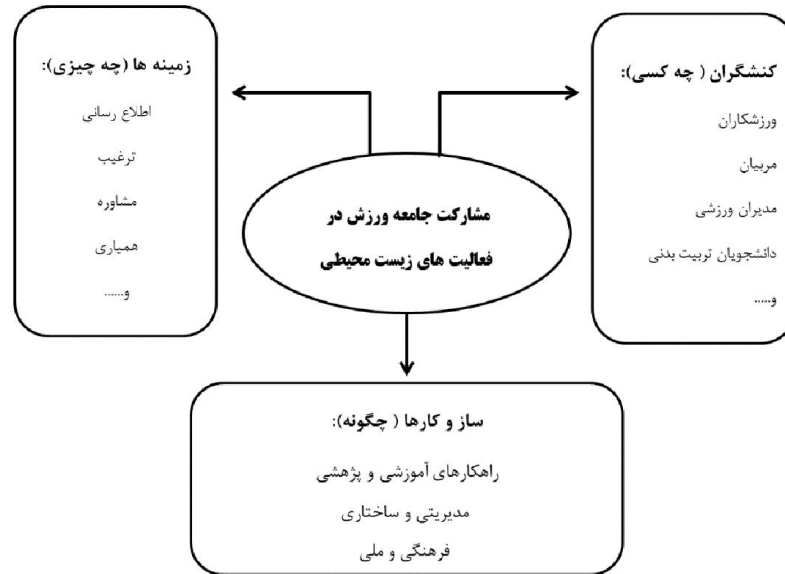 کنشگران ( چه کسی):
ورزشکاران
مربیان
مدیران ورزشی
دانشجویان تربیت بدنی
و.....
زمینه ها (چه چیزی):
اطلاع رسانی
ترغیب
مشاوره
همیاری
و......
مشارکت جامعه ورزش در
فعالیت های زیست محیطی
ساز و کارها ( چگونه):
راهکارهای آموزشی و پژهشی
مدیریتی و ساختاری
فرهنگی و ملی